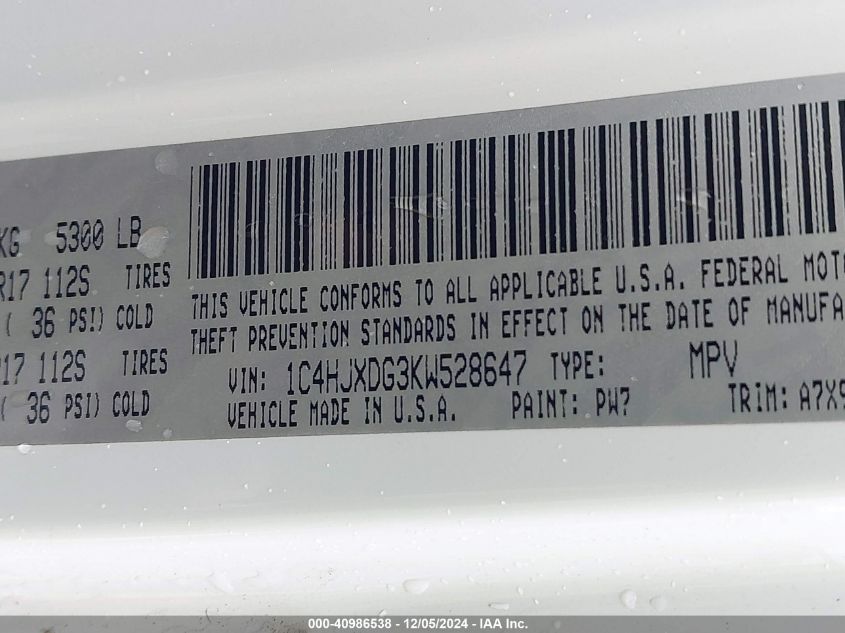 KG 5300 LB
R17 112S TIRES
( 36 PSI) COLD
R17 112S TIRES
( 36 PSI) COLD
THIS VEHICLE CONFORMS TO ALL APPLICABLE U.S.A. FEDERAL MOTO
THEFT PREVENTION STANDARDS IN EFFECT ON THE DATE OF MANUFA
VIN: 1C4HJXDG3KW528647 TYPE: MPV
VEHICLE MADE IN U.S.A. PAINT: PW7 TRIM: A7X9
000-40986538 - 12/05/2024 - IAA Inc.